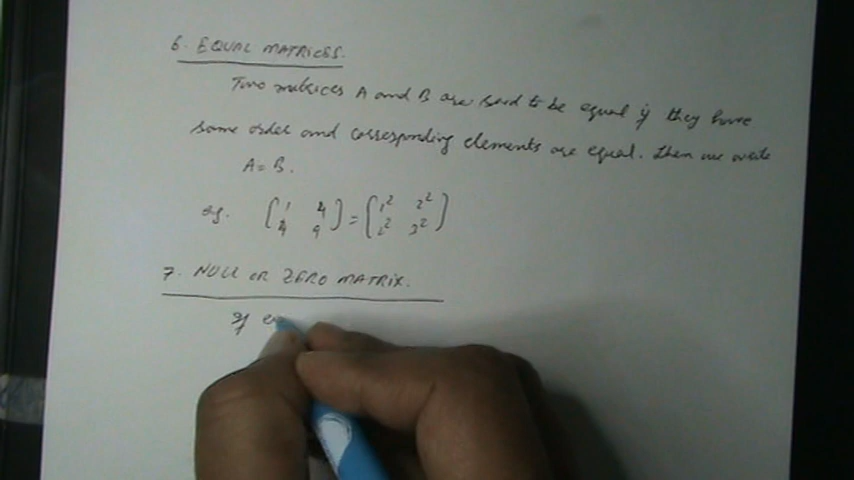 6. EQUAL MATRICES.
Two matrices A and B are said to be equal if they have
same order and corresponding elements are equal. Then we write
A = B.
eg. ( 1 4 ) = ( 1² 2² )
4 9 2² 3²
7. NULL OR ZERO MATRIX.
If